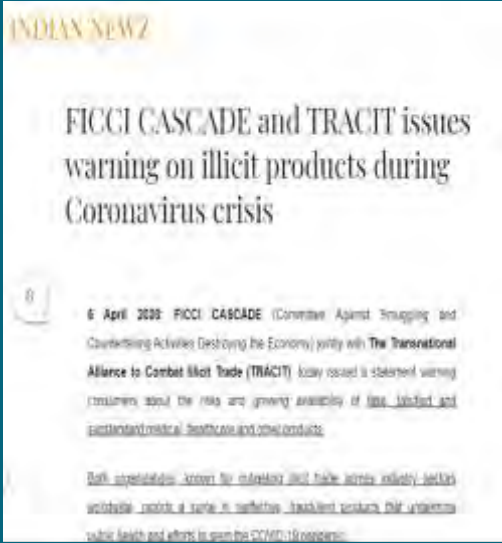 INDIAN NEWZ
FICCI CASCADE and TRACIT issues
warning on illicit products during
Coronavirus crisis
6 April 2020: FICCI CASCADE (Committee Against Smuggling and
Counterfeiting Activities Destroying the Economy) jointly with The Transnational
Alliance to Combat Illicit Trade (TRACIT) today issued a statement warning
consumers about the risks and growing availability of fake, falsified and
substandard medical, healthcare and other products.
Both organizations, known for mitigating illicit trade across industry sectors
worldwide, reports a surge in ineffective, fraudulent products that undermine
public health and efforts to stem the COVID-19 pandemic.